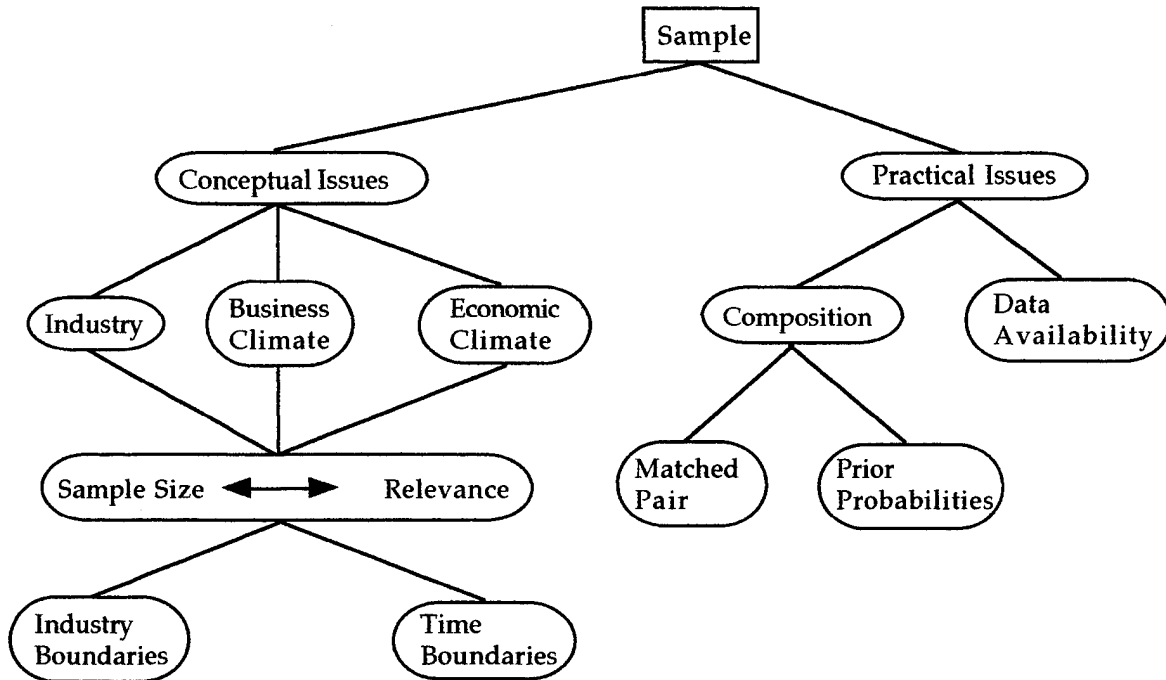 Sample
Conceptual Issues
Practical Issues
Industry
Business
Climate
Economic
Climate
Composition
Data
Availability
Sample Size
Relevance
Matched
Pair
Prior
Probabilities
Industry
Boundaries
Time
Boundaries